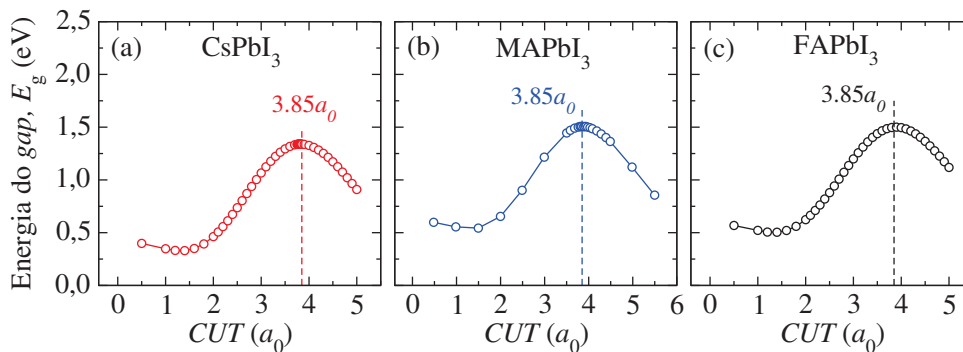 Energia do gap, E_g (eV)
2,5
2,0
1,5
1,0
0,5
0,0
(a)
CsPbI₃
3.85a₀
0 1 2 3 4 5
CUT (a₀)
(b)
MAPbI₃
3.85a₀
0 1 2 3 4 5 6
CUT (a₀)
(c)
FAPbI₃
3.85a₀
0 1 2 3 4 5
CUT (a₀)